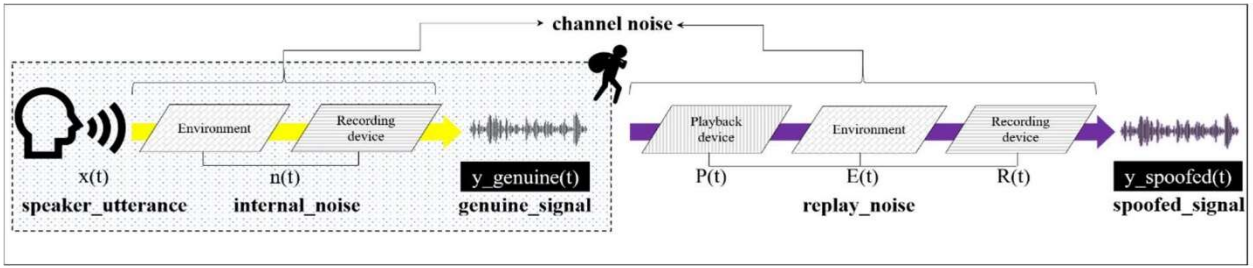 channel noise
Environment
Recording
device
x(t)
n(t)
y_genuine(t)
speaker_utterance
internal_noise
genuine_signal
Playback
device
Environment
Recording
device
P(t)
E(t)
R(t)
y_spoofed(t)
replay_noise
spoofed_signal